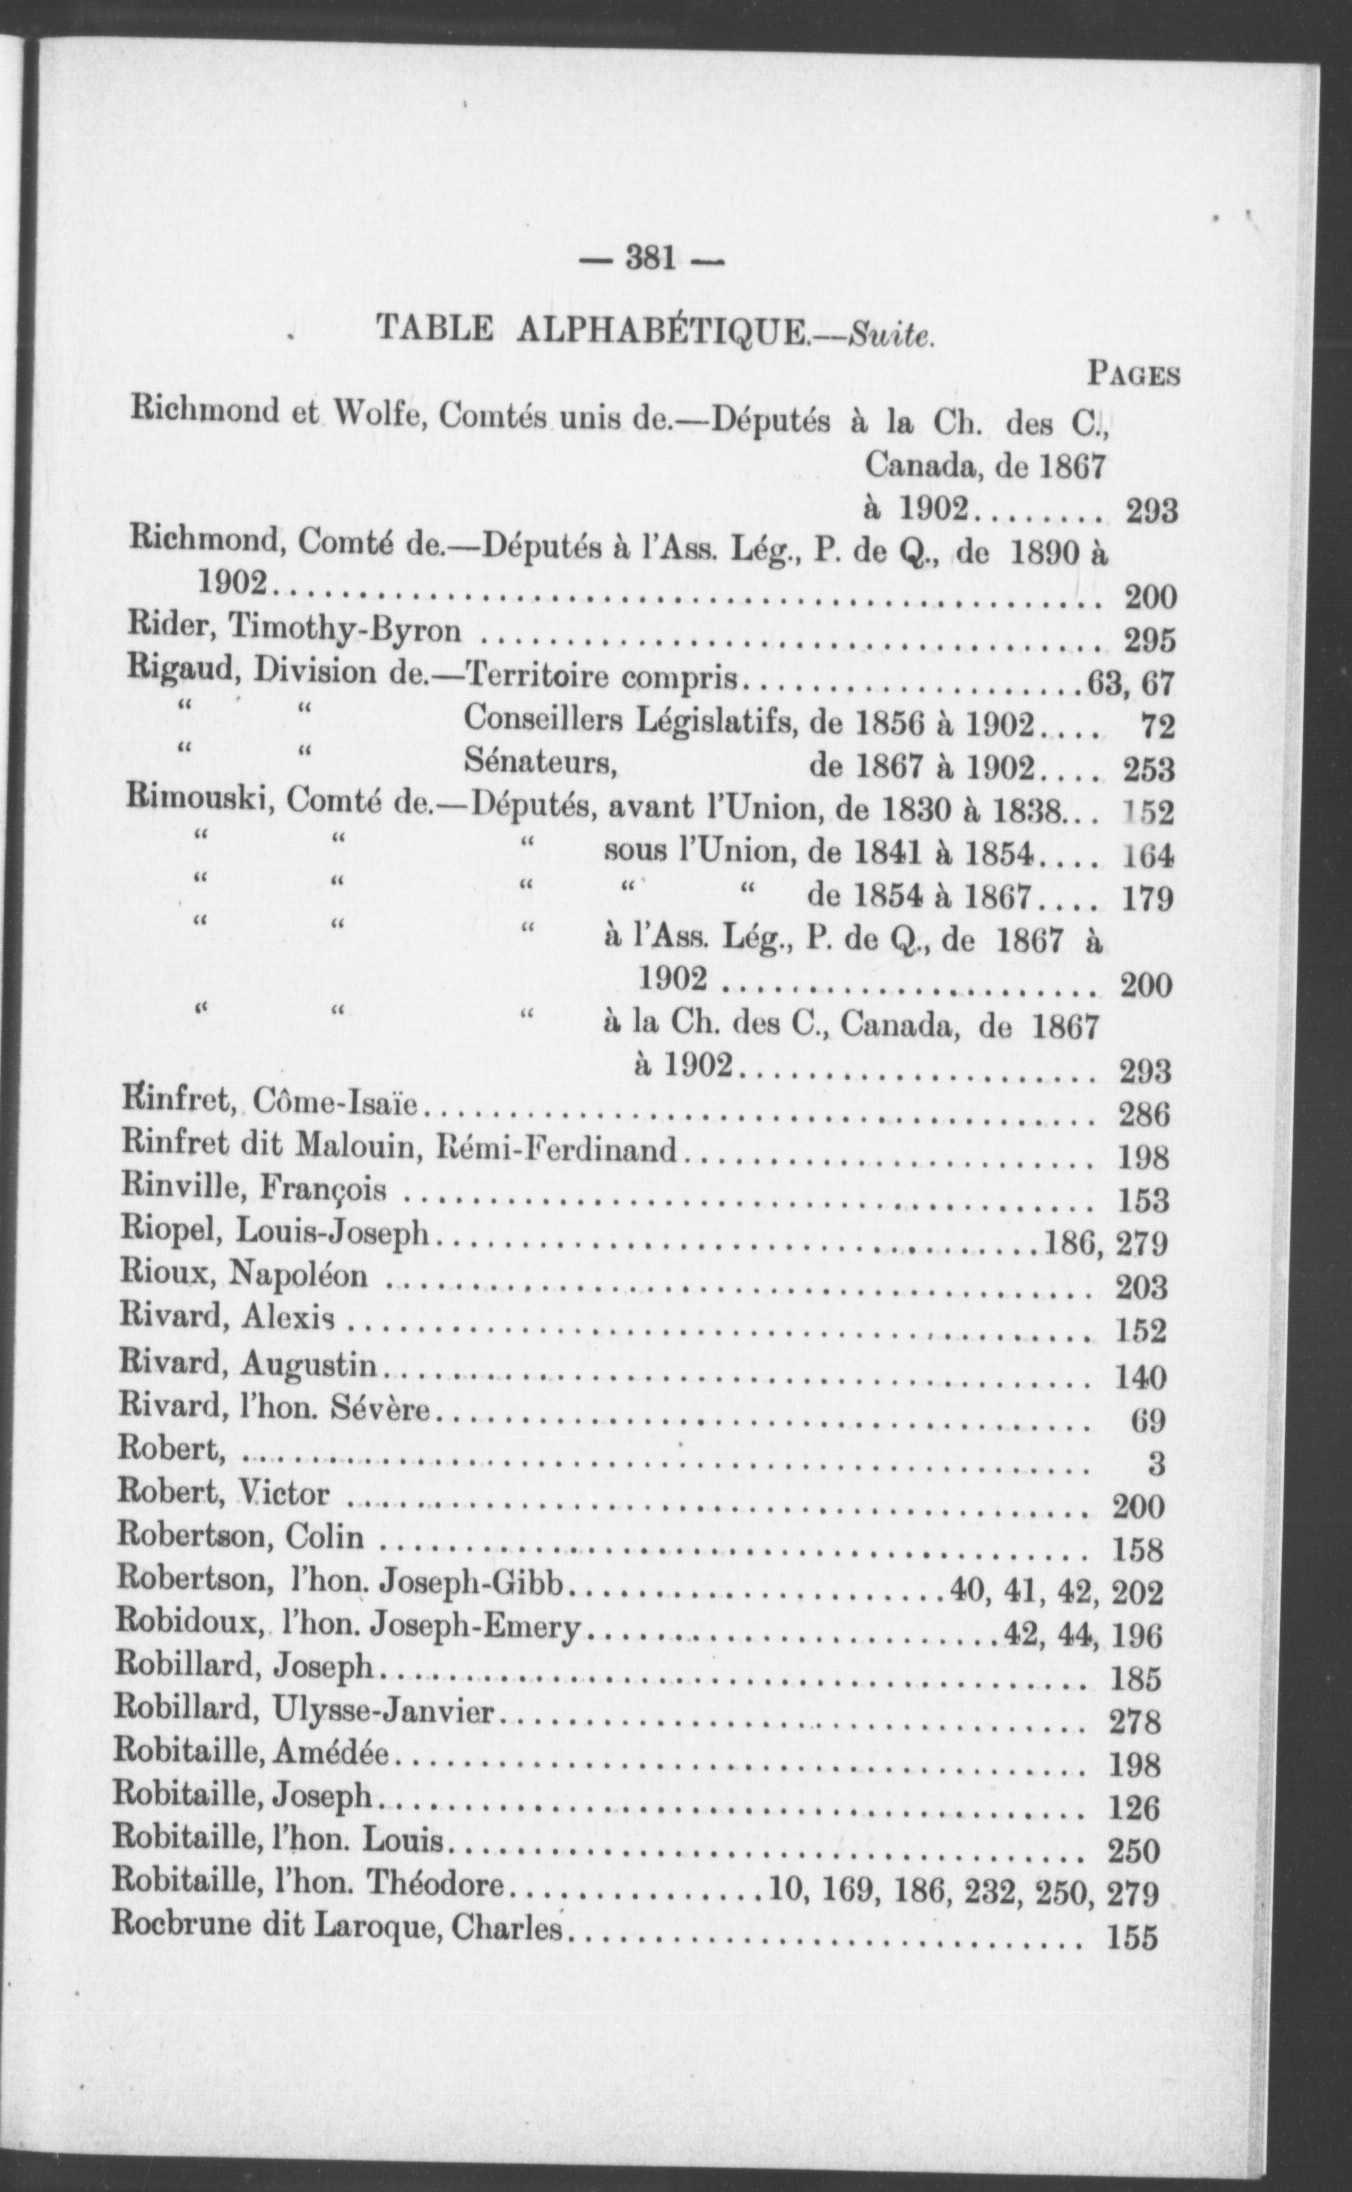 — 381 —
TABLE ALPHABÉTIQUE.—Suite.
PAGES
Richmond et Wolfe, Comtés unis de.—Députés à la Ch. des C.,
Canada, de 1867
à 1902........ 293
Richmond, Comté de.—Députés à l'Ass. Lég., P. de Q., de 1890 à
1902................................................ 200
Rider, Timothy-Byron .................................... 295
Rigaud, Division de.—Territoire compris....................63, 67
“ “ Conseillers Législatifs, de 1856 à 1902.... 72
“ “ Sénateurs, de 1867 à 1902.... 253
Rimouski, Comté de.—Députés, avant l'Union, de 1830 à 1838... 152
“ “ “ sous l'Union, de 1841 à 1854.... 164
“ “ “ “ “ de 1854 à 1867.... 179
“ “ “ à l'Ass. Lég., P. de Q., de 1867 à
1902 ...................... 200
“ “ “ à la Ch. des C., Canada, de 1867
à 1902..................... 293
Rinfret, Côme-Isaïe....................................... 286
Rinfret dit Malouin, Rémi-Ferdinand........................ 198
Rinville, François ........................................ 153
Riopel, Louis-Joseph...................................186, 279
Rioux, Napoléon ......................................... 203
Rivard, Alexis ........................................... 152
Rivard, Augustin......................................... 140
Rivard, l'hon. Sévère...................................... 69
Robert, ................................................. 3
Robert, Victor ........................................... 200
Robertson, Colin ......................................... 158
Robertson, l'hon. Joseph-Gibb......................40, 41, 42, 202
Robidoux, l'hon. Joseph-Emery........................42, 44, 196
Robillard, Joseph......................................... 185
Robillard, Ulysse-Janvier.................................. 278
Robitaille, Amédée........................................ 198
Robitaille, Joseph......................................... 126
Robitaille, l'hon. Louis..................................... 250
Robitaille, l'hon. Théodore...............10, 169, 186, 232, 250, 279
Rocbrune dit Laroque, Charles.............................. 155